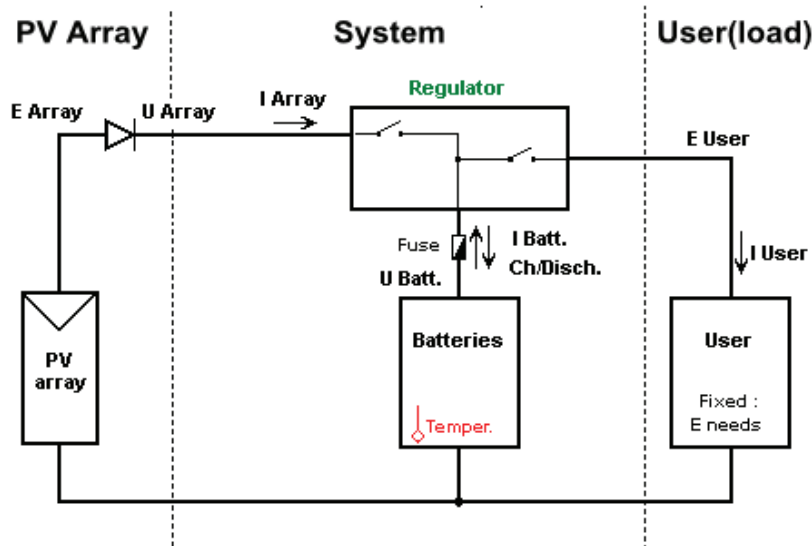 PV Array
System
User(load)
Regulator
E Array
U Array
I Array
E User
Fuse
I Batt.
Ch/Disch.
U Batt.
I User
PV
array
Batteries
Temper.
User
Fixed :
E needs